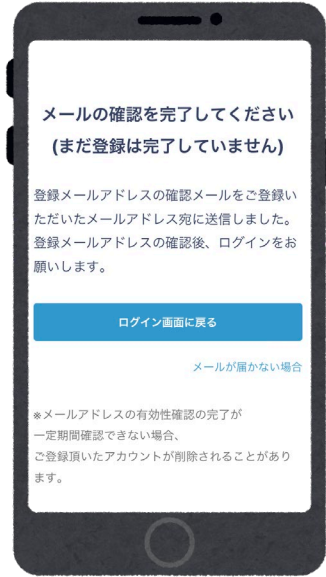 メールの確認を完了してください
(まだ登録は完了していません)
登録メールアドレスの確認メールをご登録い
ただいたメールアドレス宛に送信しました。
登録メールアドレスの確認後、ログインをお
願いします。
ログイン画面に戻る
メールが届かない場合
※メールアドレスの有効性確認の完了が
一定期間確認できない場合、
ご登録頂いたアカウントが削除されることがあり
ます。